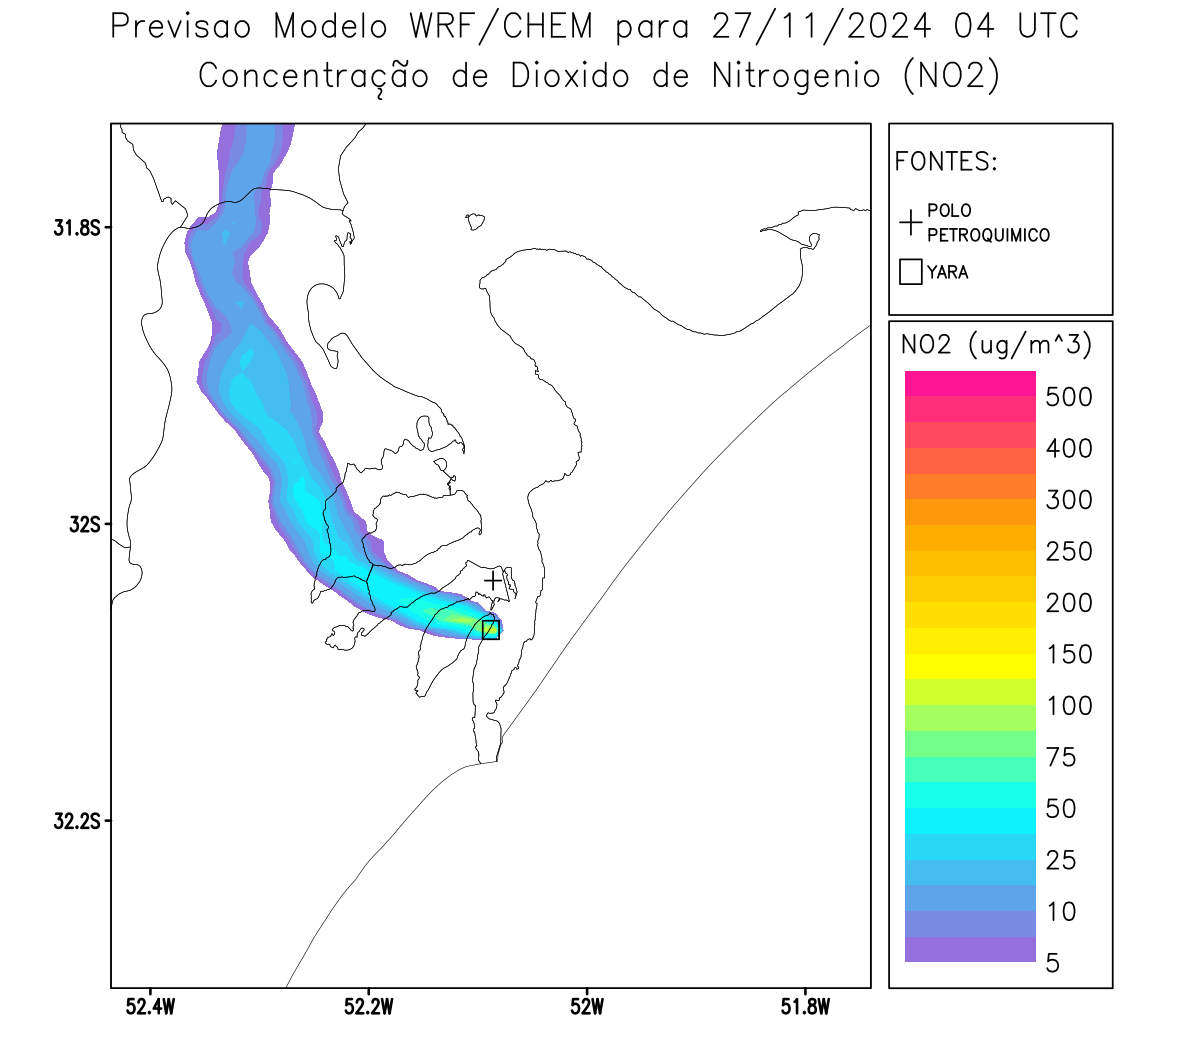 Previsao Modelo WRF/CHEM para 27/11/2024 04 UTC
Concentração de Dioxido de Nitrogenio (NO2)
FONTES:
POLO
PETROQUIMICO
YARA
31.8S
32S
32.2S
52.4W
52.2W
52W
51.8W
NO2 (ug/m^3)
500
400
300
250
200
150
100
75
50
25
10
5